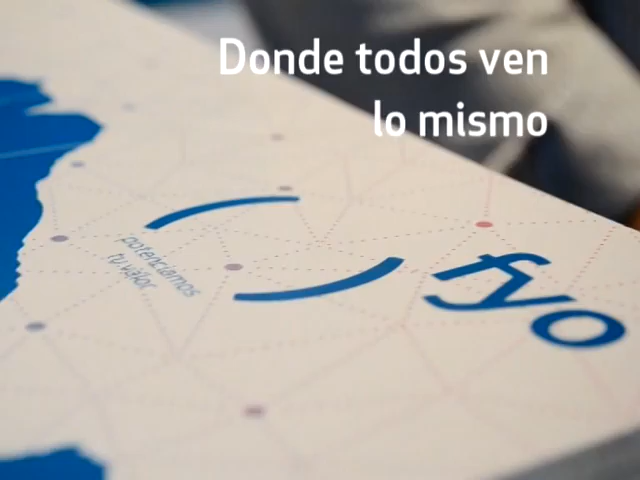 Donde todos ven
lo mismo
potenciamos
tu valor
fyo